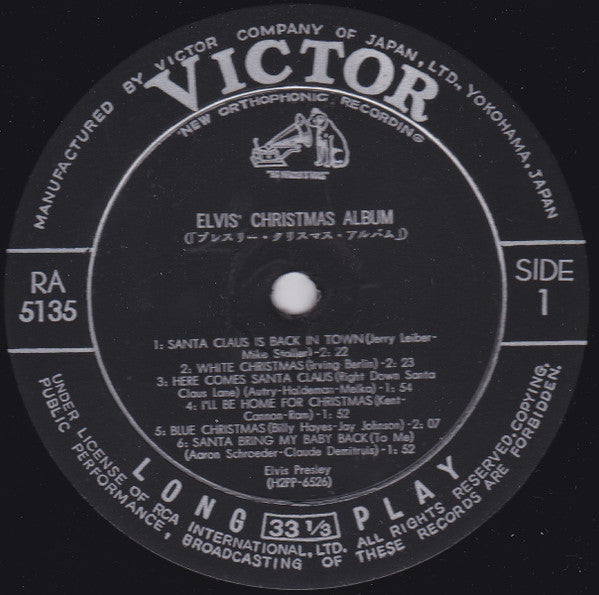 MANUFACTURED BY VICTOR COMPANY OF JAPAN, LTD., YOKOHAMA, JAPAN
VICTOR
"NEW ORTHOPHONIC" RECORDING
ELVIS' CHRISTMAS ALBUM
(「プレスリー・クリスマス・アルバム」)
RA
5135
SIDE
1
1: SANTA CLAUS IS BACK IN TOWN(Jerry Leiber-
Mike Stoller)-2: 22
2: WHITE CHRISTMAS(Irving Berlin)-2: 23
3: HERE COMES SANTA CLAUS(Right Down Santa
Claus Lane) (Autry-Haldeman-Melka)-1: 54
4: I'LL BE HOME FOR CHRISTMAS(Kent-
Cannon-Ram)-1: 52
5: BLUE CHRISTMAS(Billy Hayes-Jay Johnson)-2: 07
6: SANTA BRING MY BABY BACK(To Me)
(Aaron Schroeder-Claude Demitruis)-1: 52
Elvis Presley
(H2PP-6526)
LONG 33 1/3 PLAY
UNDER LICENSE OF RCA INTERNATIONAL, LTD. ALL RIGHTS RESERVED. COPYING,
PUBLIC PERFORMANCE, BROADCASTING OF THESE RECORDS ARE FORBIDDEN.